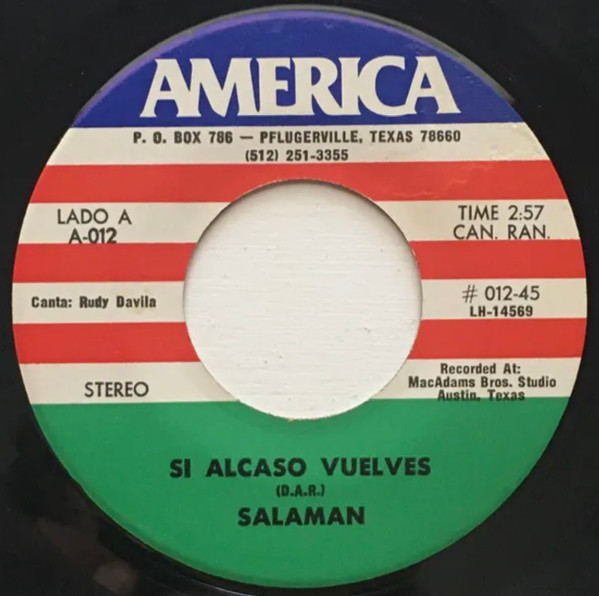 AMERICA
P. O. BOX 786 — PFLUGERVILLE, TEXAS 78660
(512) 251-3355
LADO A
A-012
TIME 2:57
CAN. RAN.
Canta: Rudy Davila
# 012-45
LH-14569
STEREO
Recorded At:
MacAdams Bros. Studio
Austin, Texas
SI ALCASO VUELVES
(D.A.R.)
SALAMAN